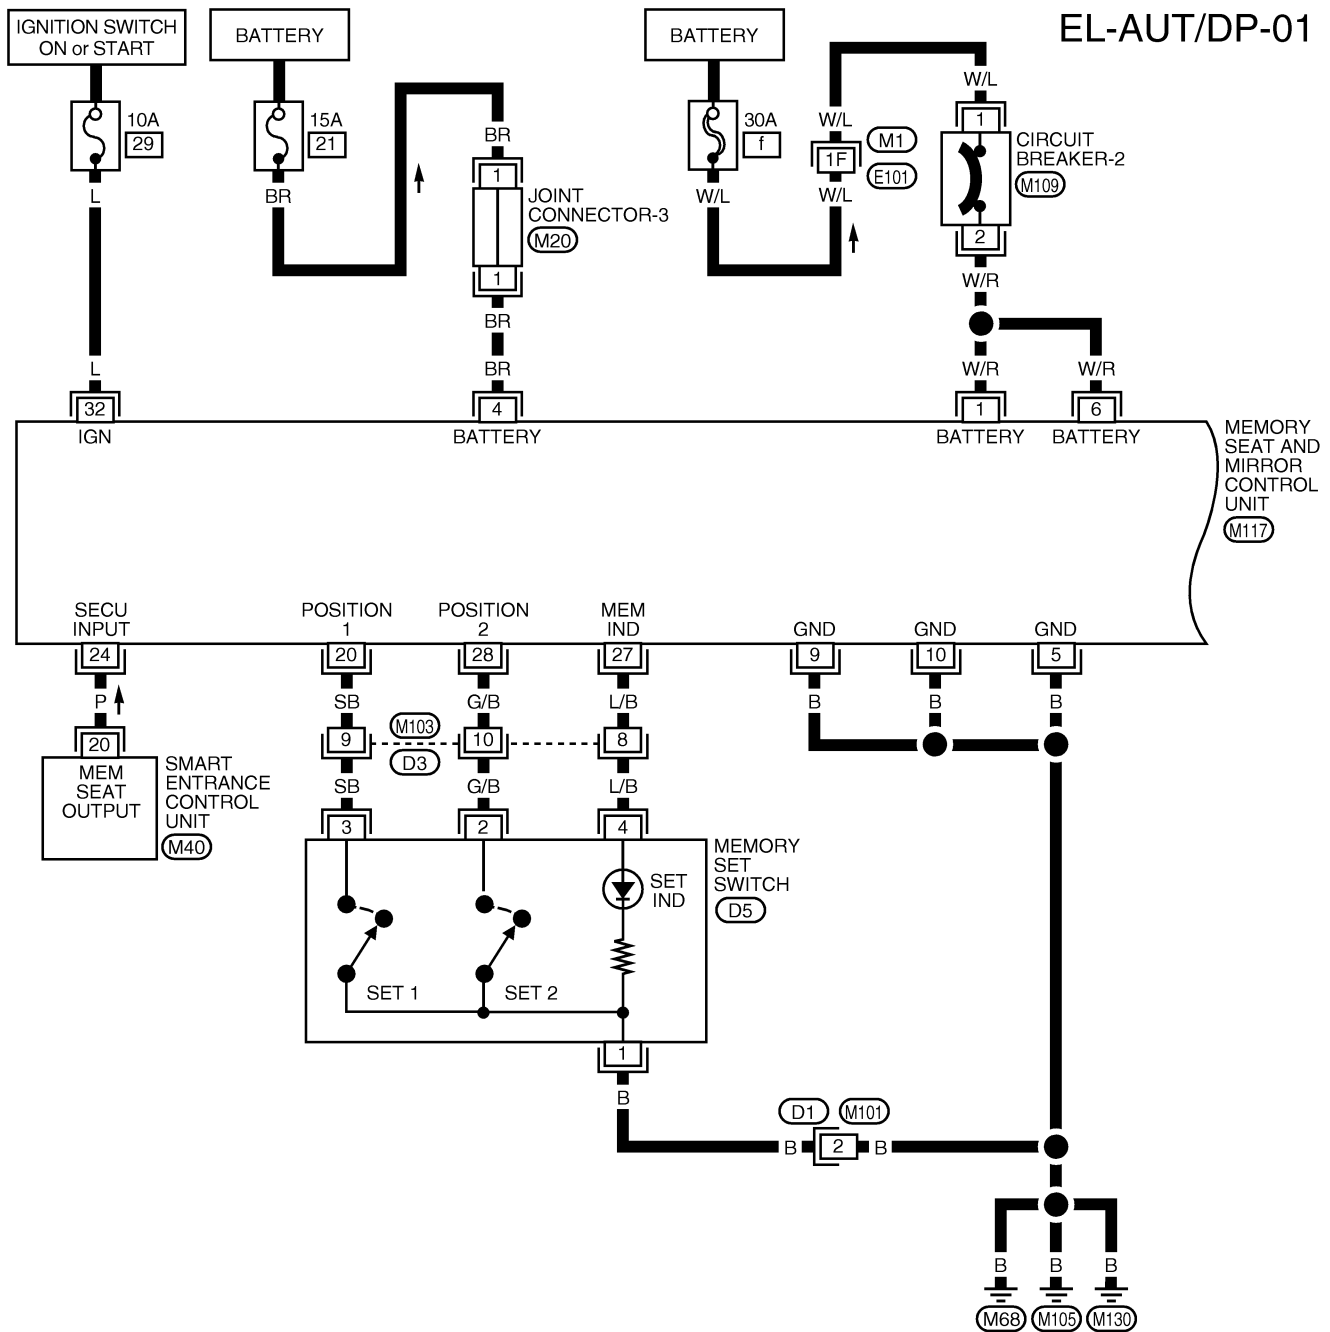 EL-AUT/DP-01
IGNITION SWITCH
ON or START
BATTERY
BATTERY
10A
29
15A
21
30A
f
L
BR
BR
W/L
W/L
W/L
W/L
1F
M1
E101
1
CIRCUIT
BREAKER-2
M109
2
1
JOINT
CONNECTOR-3
M20
1
BR
W/R
L
BR
W/R
W/R
32
4
1
6
IGN
BATTERY
BATTERY
BATTERY
MEMORY
SEAT AND
MIRROR
CONTROL
UNIT
M117
SECU
INPUT
POSITION
1
POSITION
2
MEM
IND
GND
GND
GND
24
20
28
27
9
10
5
P
SB
G/B
L/B
B
B
B
20
9
10
8
M103
D3
MEM
SEAT
OUTPUT
SMART
ENTRANCE
CONTROL
UNIT
M40
SB
G/B
L/B
3
2
4
MEMORY
SET
SWITCH
D5
SET
IND
SET 1
SET 2
1
B
D1
M101
B
2
B
B
B
B
M68
M105
M130